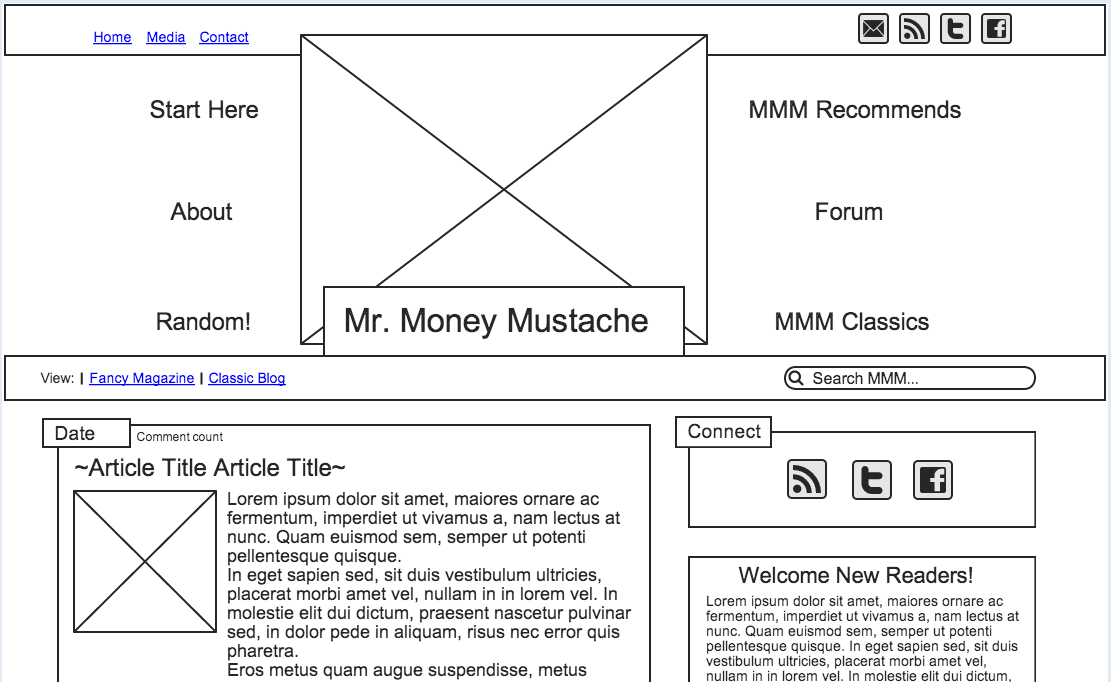 Home Media Contact
Start Here
MMM Recommends
About
Forum
Random!
MMM Classics
Mr. Money Mustache
View: | Fancy Magazine | Classic Blog
Search MMM...
Date
Comment count
~Article Title Article Title~
Lorem ipsum dolor sit amet, maiores ornare ac
fermentum, imperdiet ut vivamus a, nam lectus at
nunc. Quam euismod sem, semper ut potenti
pellentesque quisque.
In eget sapien sed, sit duis vestibulum ultricies,
placerat morbi amet vel, nullam in in lorem vel. In
molestie elit dui dictum, praesent nascetur pulvinar
sed, in dolor pede in aliquam, risus nec error quis
pharetra.
Eros metus quam augue suspendisse, metus
Connect
Welcome New Readers!
Lorem ipsum dolor sit amet, maiores ornare ac
fermentum, imperdiet ut vivamus a, nam lectus at
nunc. Quam euismod sem, semper ut potenti
pellentesque quisque. In eget sapien sed, sit duis
vestibulum ultricies, placerat morbi amet vel,
nullam in in lorem vel. In molestie elit dui dictum,